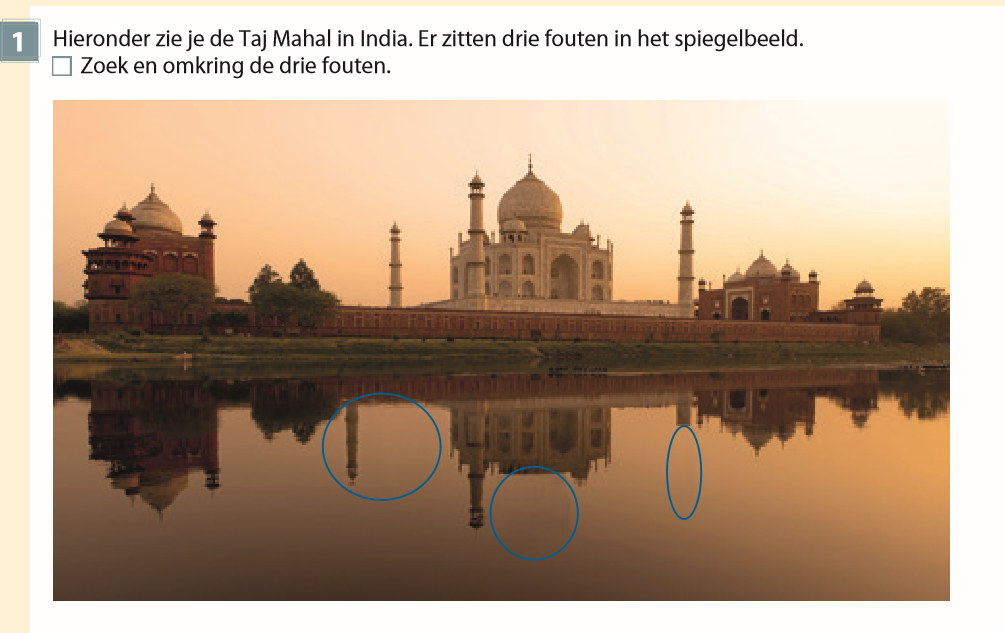 1 Hieronder zie je de Taj Mahal in India. Er zitten drie fouten in het spiegelbeeld.
Zoek en omkring de drie fouten.